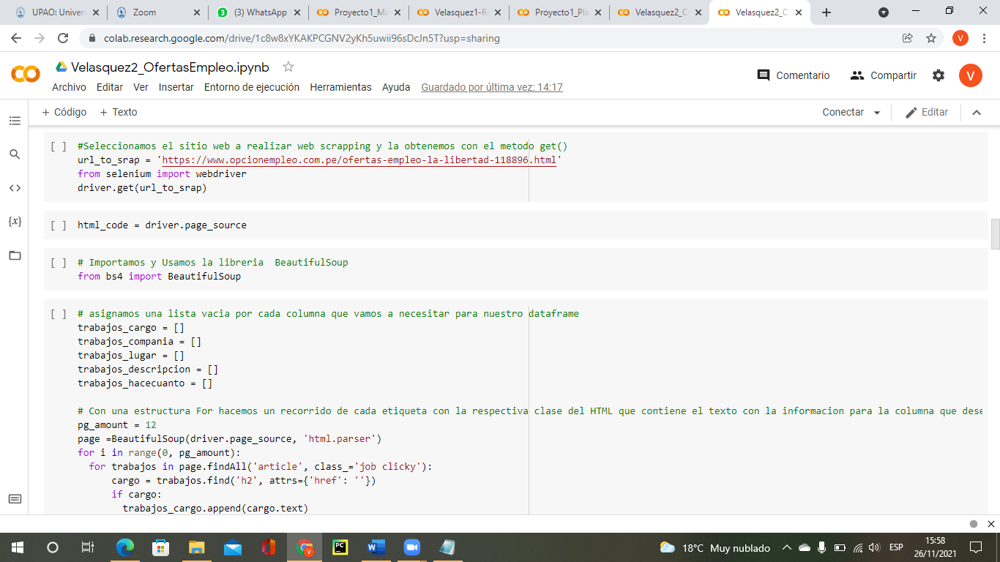 UPAO: Univers
Zoom
(3) WhatsApp
Proyecto1_Ma
Velasquez1-Ra
Proyecto1_Pla
Velasquez2_O
Velasquez2_O
colab.research.google.com/drive/1c8w8xYKAKPCGNV2yKh5uwii96sDcJn5T?usp=sharing
V
Velasquez2_OfertasEmpleo.ipynb
Archivo Editar Ver Insertar Entorno de ejecución Herramientas Ayuda Guardado por última vez: 14:17
Comentario Compartir V
+ Código + Texto Conectar Editar
[ ] #Seleccionamos el sitio web a realizar web scrapping y la obtenemos con el metodo get()
url_to_srap = 'https://www.opcionempleo.com.pe/ofertas-empleo-la-libertad-118896.html'
from selenium import webdriver
driver.get(url_to_srap)
[ ] html_code = driver.page_source
[ ] # Importamos y Usamos la libreria  BeautifulSoup
from bs4 import BeautifulSoup
[ ] # asignamos una lista vacia por cada columna que vamos a necesitar para nuestro dataframe
trabajos_cargo = []
trabajos_compania = []
trabajos_lugar = []
trabajos_descripcion = []
trabajos_hacecuanto = []
# Con una estructura For hacemos un recorrido de cada etiqueta con la respectiva clase del HTML que contiene el texto con la informacion para la columna que dese
pg_amount = 12
page =BeautifulSoup(driver.page_source, 'html.parser')
for i in range(0, pg_amount):
for trabajos in page.findAll('article', class_='job clicky'):
cargo = trabajos.find('h2', attrs={'href': ''})
if cargo:
trabajos_cargo.append(cargo.text)
18°C Muy nublado
ESP
15:58
26/11/2021